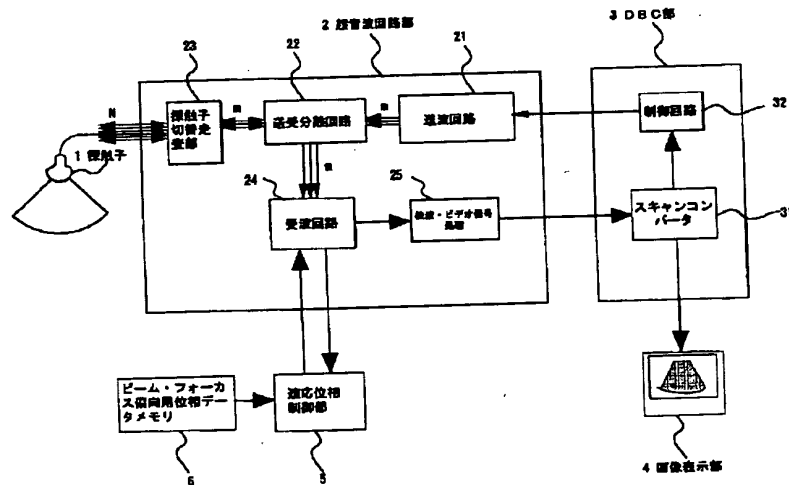 2 超音波回路部
3 DBC部
23
22
21
N
m
m
探触子
切替走
査部
送受分離回路
送波回路
制御回路
32
1 探触子
m
24
25
受波回路
検波・ビデオ信号
処理
スキャンコン
バータ
31
ビーム・フォーカ
ス偏向用位相デー
タメモリ
適応位相
制御部
6
5
4 画像表示部